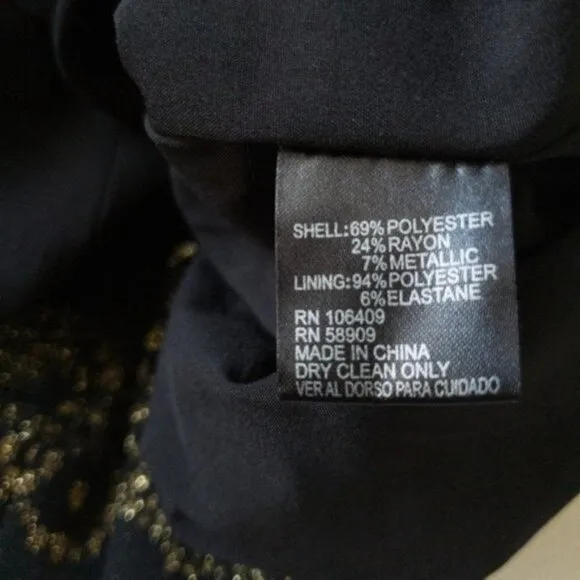 SHELL:69%POLYESTER
24%RAYON
7%METALLIC
LINING:94%POLYESTER
6%ELASTANE
RN 106409
RN 58909
MADE IN CHINA
DRY CLEAN ONLY
VER AL DORSO PARA CUIDADO